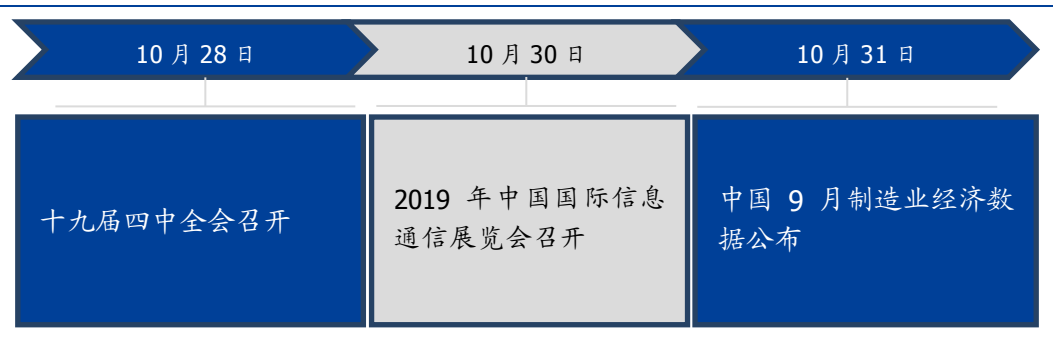 10 月 28 日
10 月 30 日
10 月 31 日
十九届四中全会召开
2019 年中国国际信息
通信展览会召开
中国 9 月制造业经济数
据公布